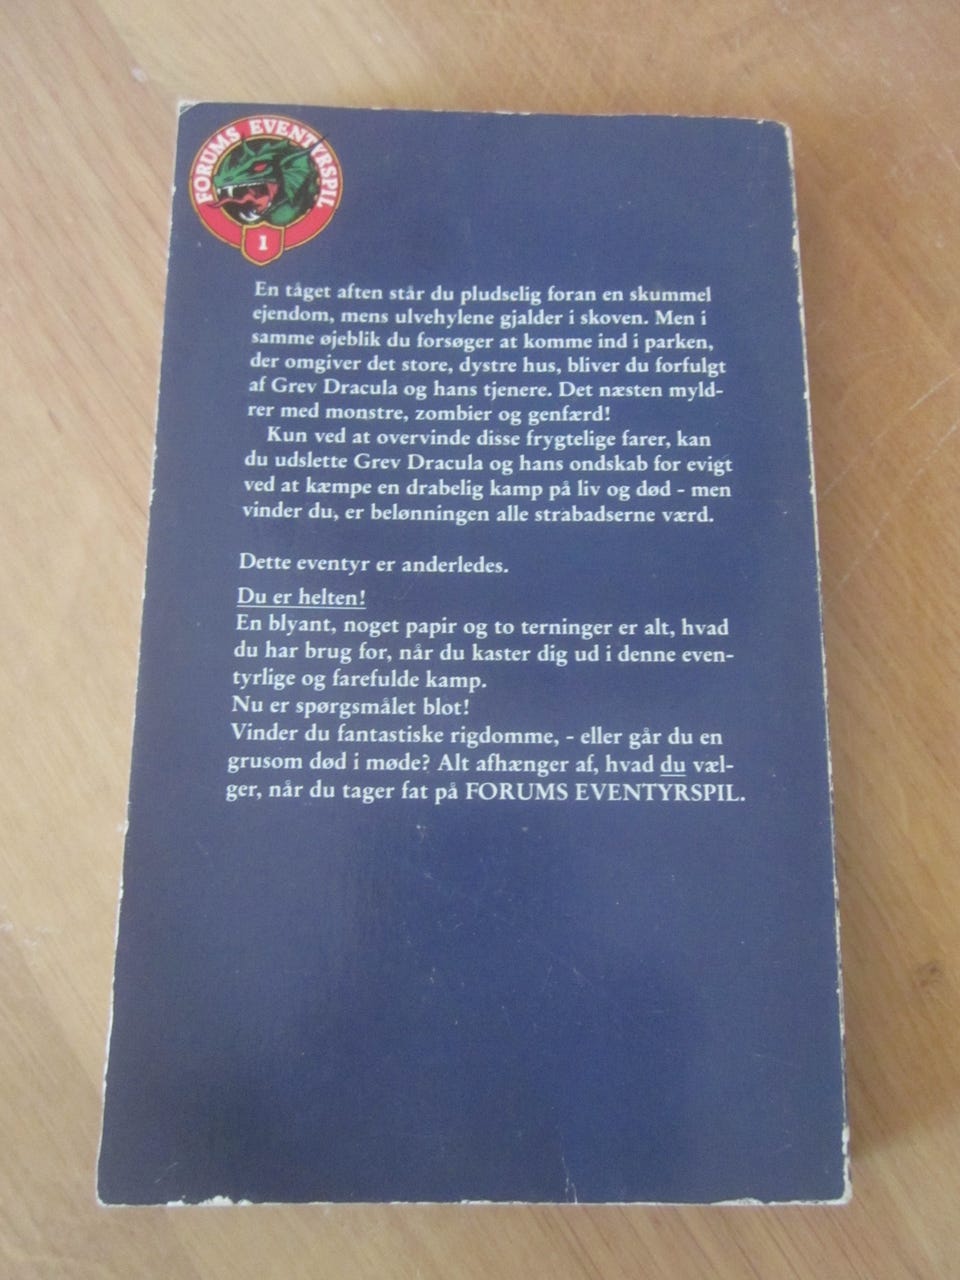 FORUMS EVENTYRSPIL
1
En tåget aften står du pludselig foran en skummel
ejendom, mens ulvehylene gjalder i skoven. Men i
samme øjeblik du forsøger at komme ind i parken,
der omgiver det store, dystre hus, bliver du forfulgt
af Grev Dracula og hans tjenere. Det næsten myld-
rer med monstre, zombier og genfærd!
Kun ved at overvinde disse frygtelige farer, kan
du udslette Grev Dracula og hans ondskab for evigt
ved at kæmpe en drabelig kamp på liv og død - men
vinder du, er belønningen alle strabadserne værd.
Dette eventyr er anderledes.
Du er helten!
En blyant, noget papir og to terninger er alt, hvad
du har brug for, når du kaster dig ud i denne even-
tyrlige og farefulde kamp.
Nu er spørgsmålet blot!
Vinder du fantastiske rigdomme, - eller går du en
grusom død i møde? Alt afhænger af, hvad du væl-
ger, når du tager fat på FORUMS EVENTYRSPIL.